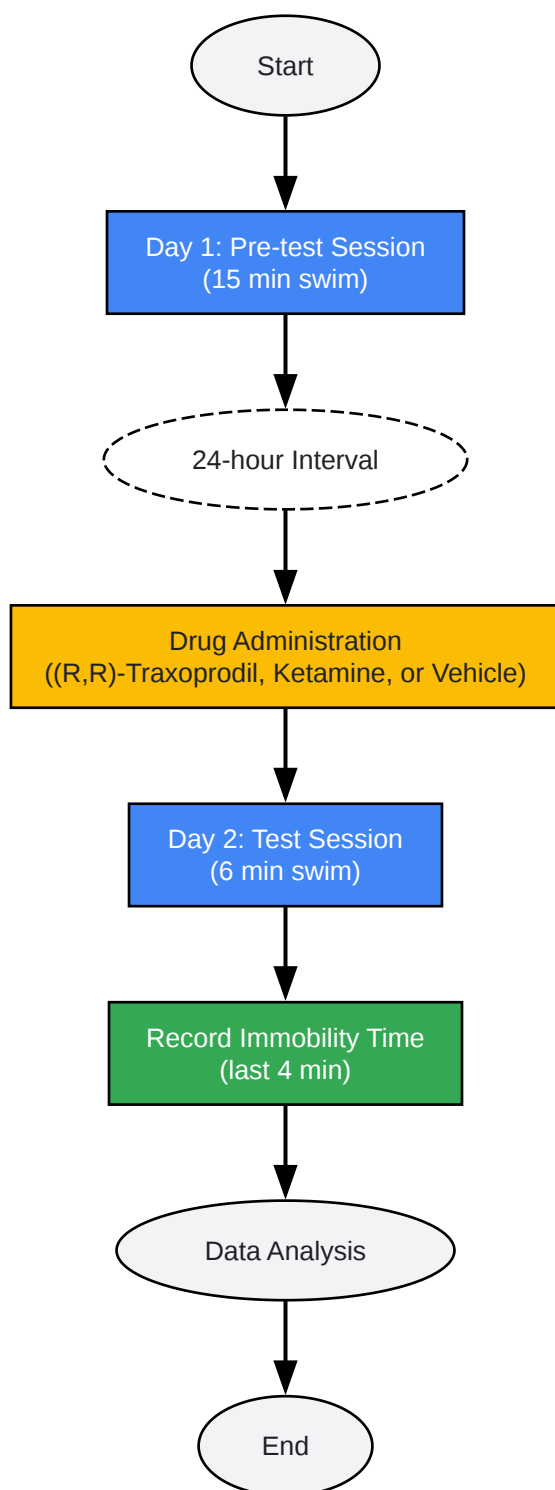 Start
Day 1: Pre-test Session
(15 min swim)
24-hour Interval
Drug Administration
((R,R)-Traxoprodil, Ketamine, or Vehicle)
Day 2: Test Session
(6 min swim)
Record Immobility Time
(last 4 min)
Data Analysis
End